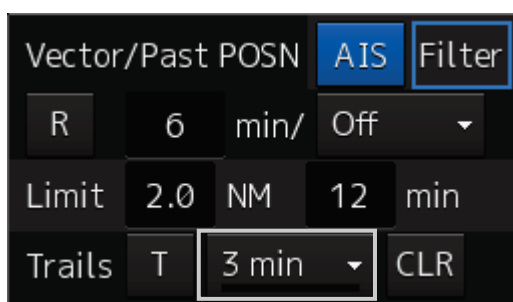 Vector/Past POSN AIS Filter
R 6 min/ Off
Limit 2.0 NM 12 min
Trails T 3 min CLR